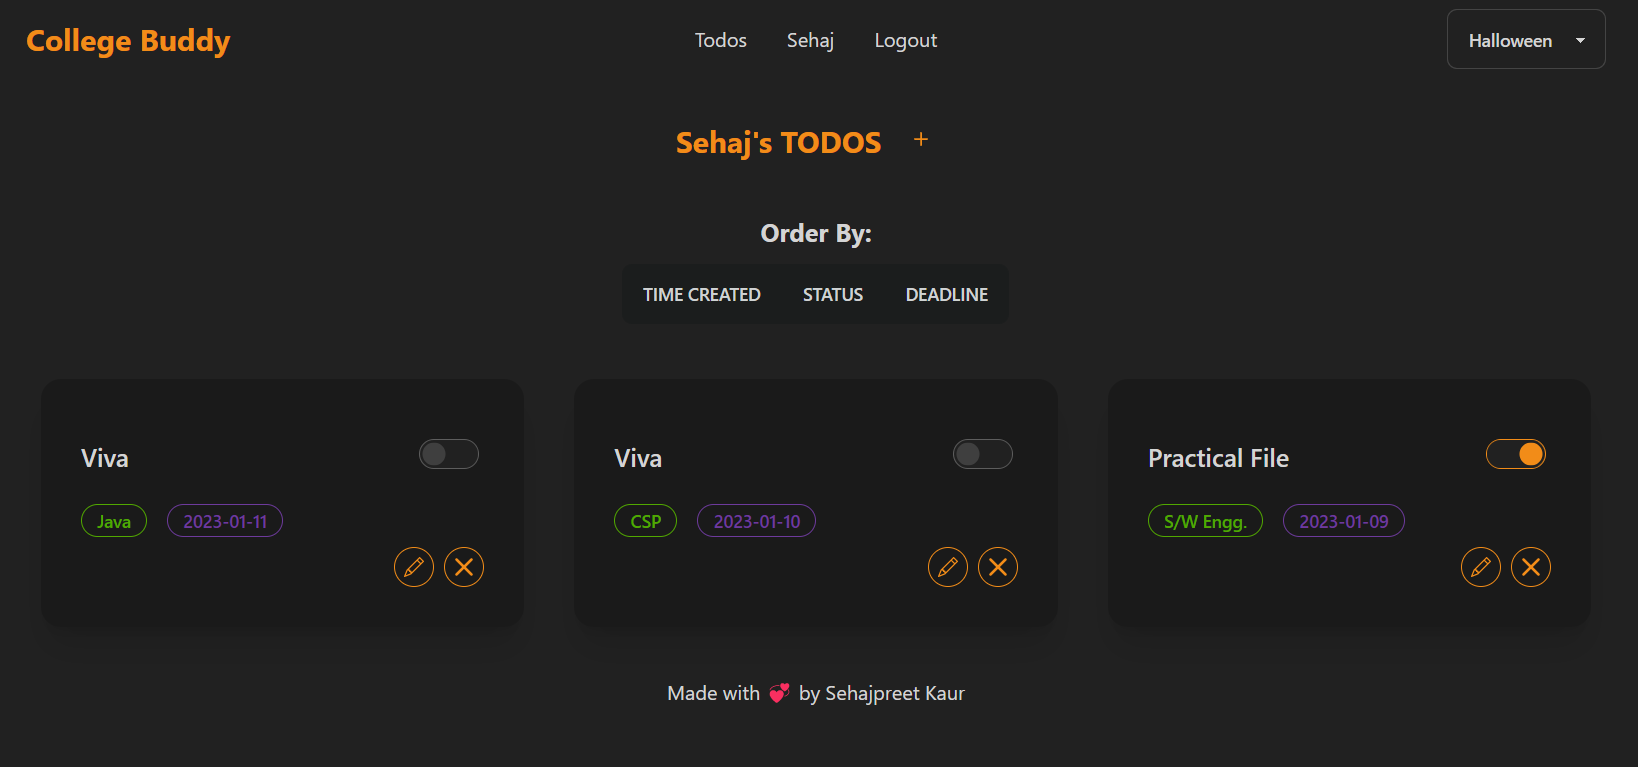 College Buddy
Todos Sehaj Logout
Halloween
Sehaj's TODOS +
Order By:
TIME CREATED STATUS DEADLINE
Viva
Java 2023-01-11
Viva
CSP 2023-01-10
Practical File
S/W Engg. 2023-01-09
Made with 💞 by Sehajpreet Kaur